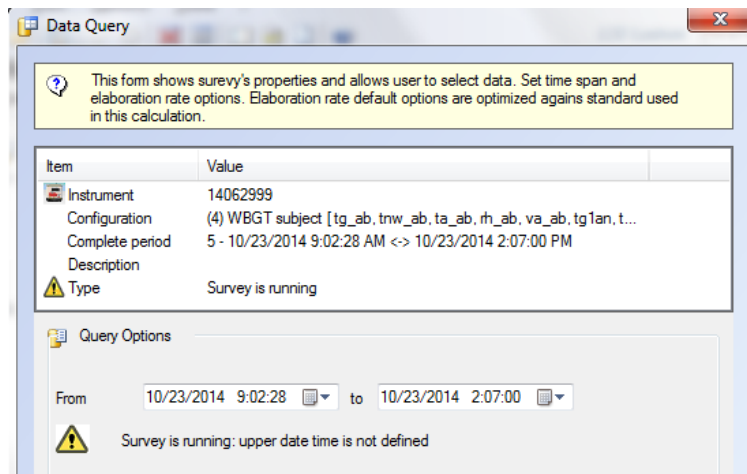 Data Query
This form shows surevy's properties and allows user to select data. Set time span and
elaboration rate options. Elaboration rate default options are optimized agains standard used
in this calculation.
Item Value
Instrument 14062999
Configuration (4) WBGT subject [ tg_ab, tnw_ab, ta_ab, rh_ab, va_ab, tg1an, t...
Complete period 5 - 10/23/2014 9:02:28 AM <-> 10/23/2014 2:07:00 PM
Description
Type Survey is running
Query Options
From 10/23/2014 9:02:28 to 10/23/2014 2:07:00
Survey is running: upper date time is not defined